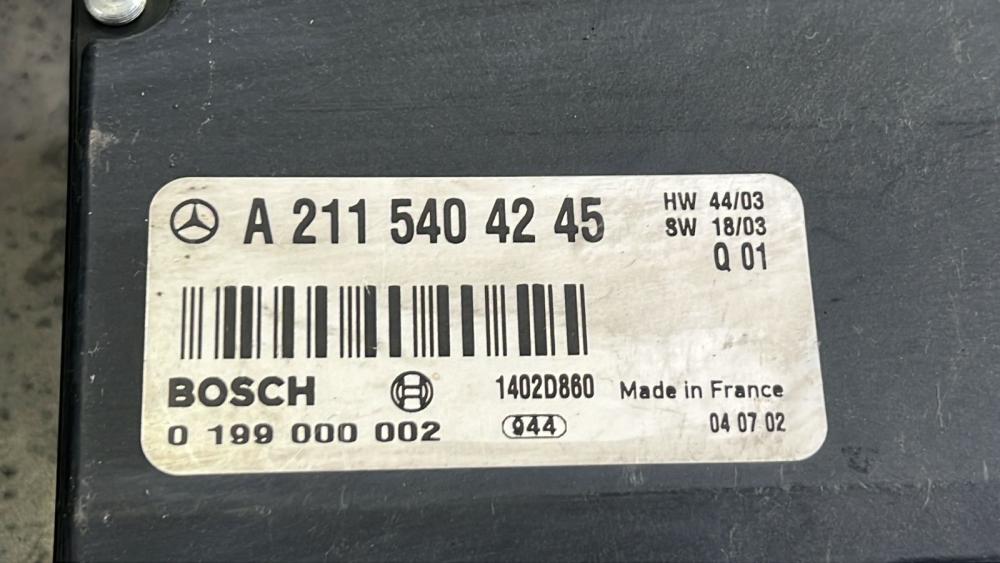 A 211 540 42 45
HW 44/03
SW 18/03
Q 01
BOSCH
1402D860
Made in France
0 199 000 002
944
04 07 02